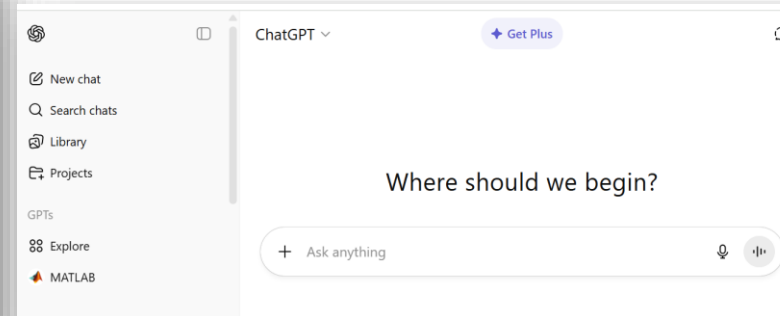 ChatGPT
Get Plus
New chat
Search chats
Library
Projects
GPTs
Explore
MATLAB
Where should we begin?
Ask anything